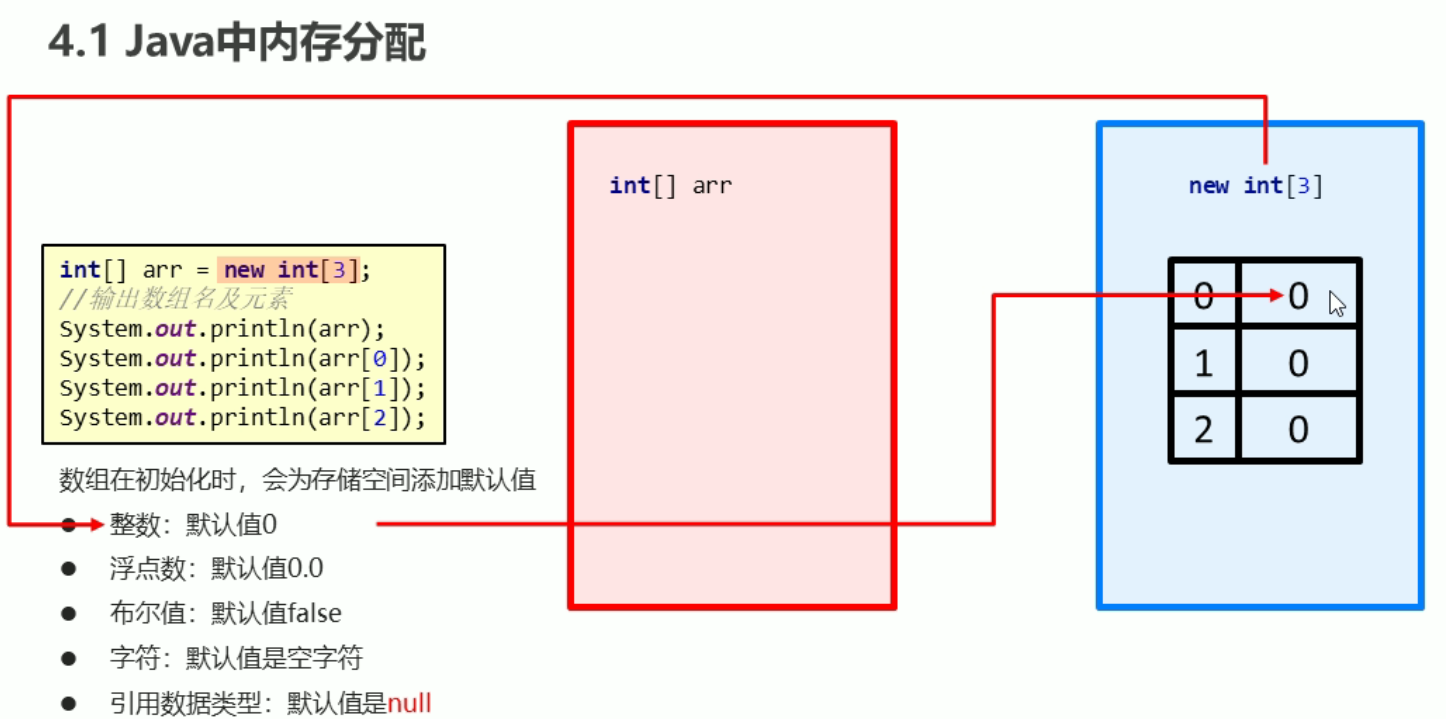 4.1 Java中内存分配
int[] arr = new int[3];
//输出数组名及元素
System.out.println(arr);
System.out.println(arr[0]);
System.out.println(arr[1]);
System.out.println(arr[2]);
数组在初始化时，会为存储空间添加默认值
● 整数：默认值0
● 浮点数：默认值0.0
● 布尔值：默认值false
● 字符：默认值是空字符
● 引用数据类型：默认值是null
int[] arr
new int[3]
0 0
1 0
2 0